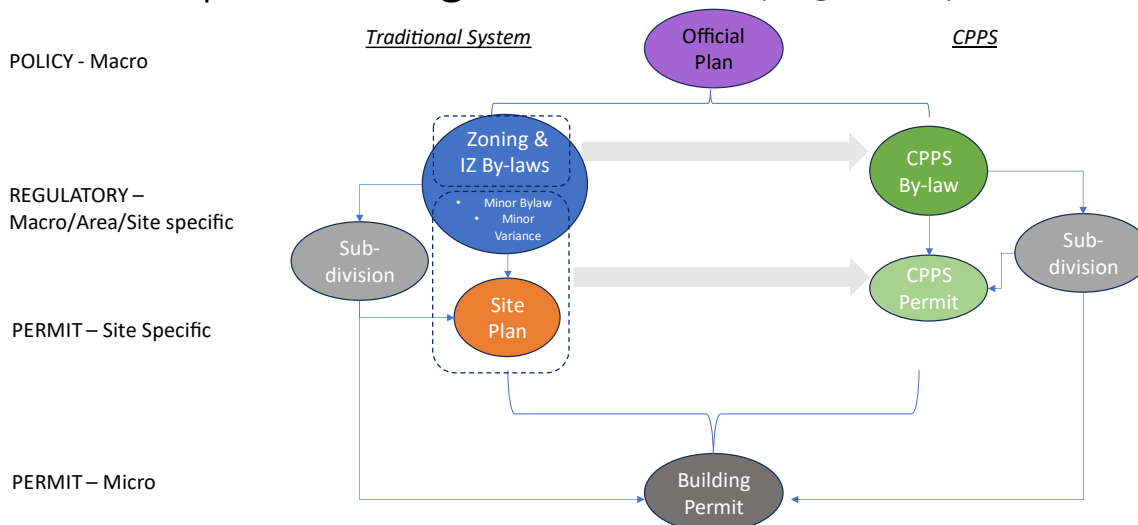 Traditional System
Official
Plan
CPPS
POLICY - Macro
Zoning &
IZ By-laws
CPPS
By-law
REGULATORY –
Macro/Area/Site specific
• Minor Bylaw
• Minor
Variance
Sub-
division
Sub-
division
CPPS
Permit
Site
Plan
PERMIT – Site Specific
Building
Permit
PERMIT – Micro